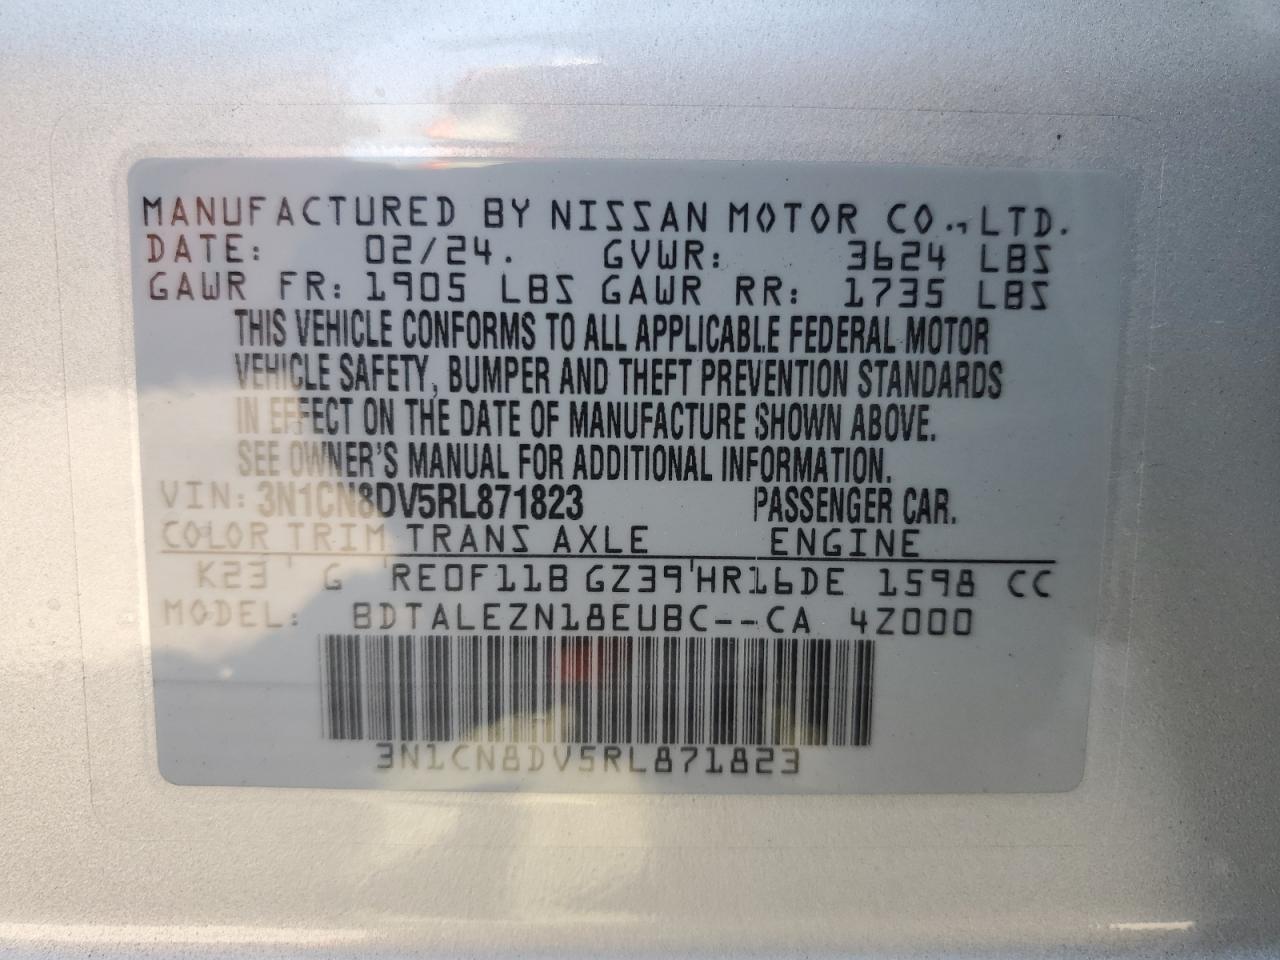 MANUFACTURED BY NISSAN MOTOR CO., LTD.
DATE: 02/24. GVWR: 3624 LBS
GAWR FR: 1905 LBS GAWR RR: 1735 LBS
THIS VEHICLE CONFORMS TO ALL APPLICABLE FEDERAL MOTOR
VEHICLE SAFETY, BUMPER AND THEFT PREVENTION STANDARDS
IN EFFECT ON THE DATE OF MANUFACTURE SHOWN ABOVE.
SEE OWNER'S MANUAL FOR ADDITIONAL INFORMATION.
VIN: 3N1CN8DV5RL871823 PASSENGER CAR.
COLOR TRIM TRANS AXLE ENGINE
K23 ' G ' RE0F11B GZ39 ' HR16DE 1598 CC
MODEL: BDTALEZN18EUBC--CA 4Z000
3N1CN8DV5RL871823